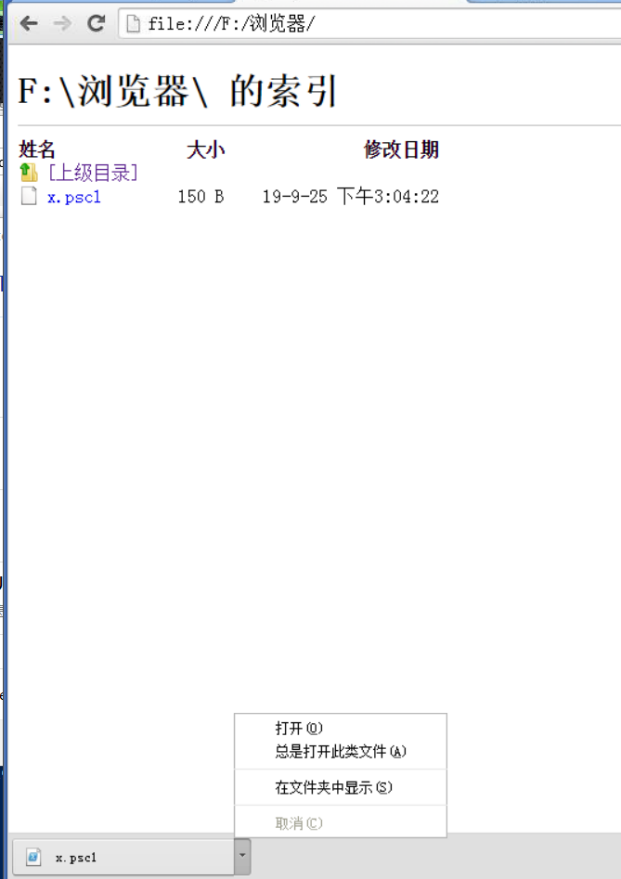 file:///F:/浏览器/
F:\浏览器\ 的索引
姓名 大小 修改日期
[上级目录]
x.psc1 150 B 19-9-25 下午3:04:22
打开(O)
总是打开此类文件(A)
在文件夹中显示(S)
取消(C)
x.psc1